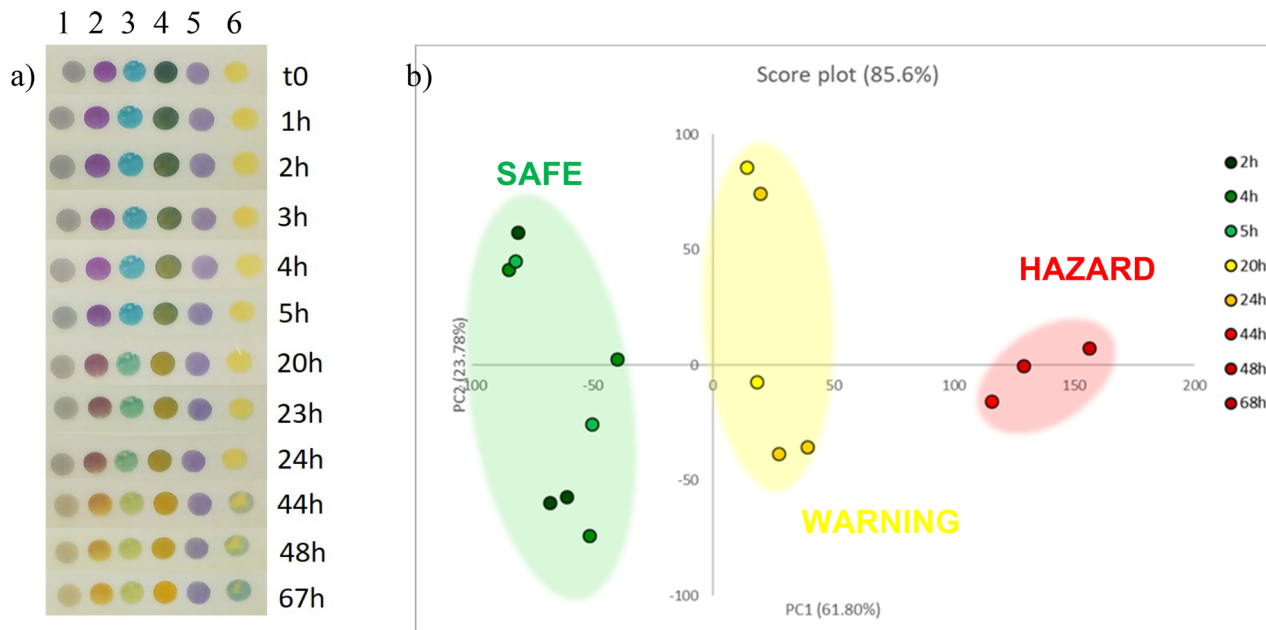 1 2 3 4 5 6
a)
t0
1h
2h
3h
4h
5h
20h
23h
24h
44h
48h
67h
b)
Score plot (85.6%)
SAFE
HAZARD
WARNING
100
50
0
-50
-100
PC2 (23.78%)
-100 -50 0 50 100 150 200
PC1 (61.80%)
2h
4h
5h
20h
24h
44h
48h
68h